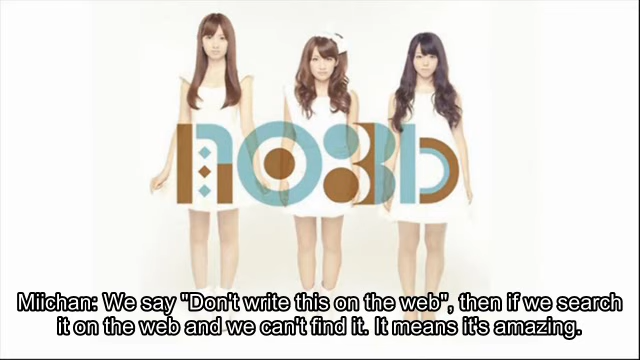 no3b
Miichan: We say "Don't write this on the web", then if we search
it on the web and we can't find it. It means it's amazing.